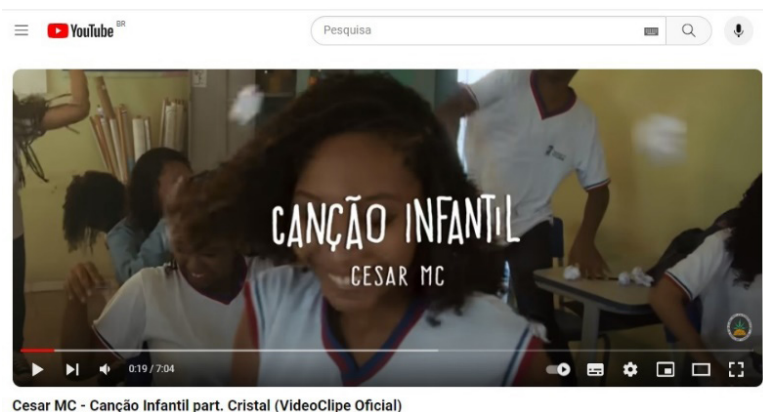 YouTube BR
Pesquisa
CANÇÃO INFANTIL
CESAR MC
0:19 / 7:04
Cesar MC - Canção Infantil part. Cristal (VideoClipe Oficial)